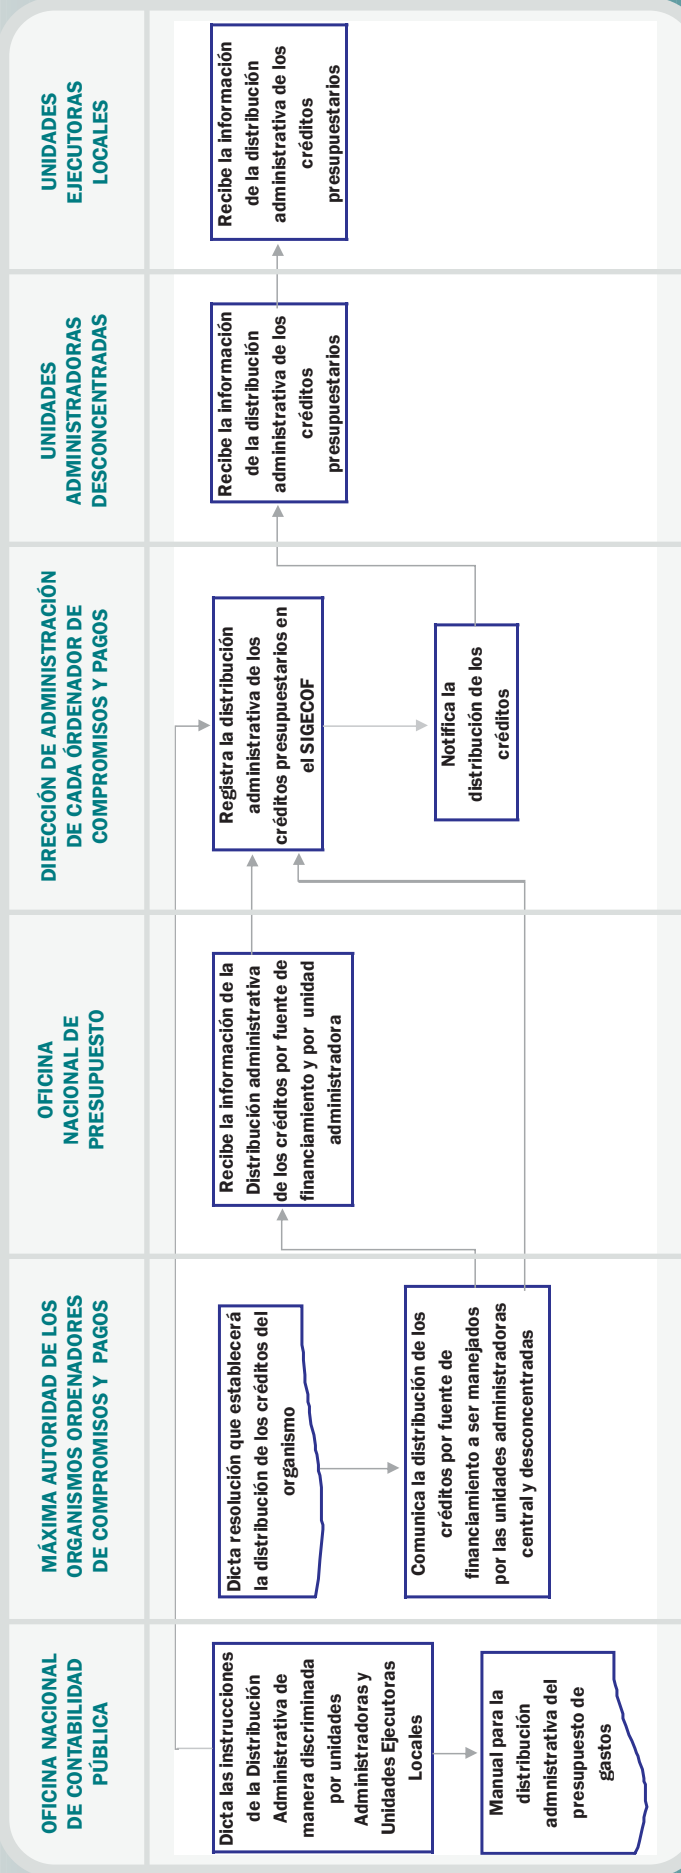 OFICINA NACIONAL
DE CONTABILIDAD
PÚBLICA
MÁXIMA AUTORIDAD DE LOS
ORGANISMOS ORDENADORES
DE COMPROMISOS Y PAGOS
OFICINA
NACIONAL DE
PRESUPUESTO
DIRECCIÓN DE ADMINISTRACIÓN
DE CADA ÓRDENADOR DE
COMPROMISOS Y PAGOS
UNIDADES
ADMINISTRADORAS
DESCONCENTRADAS
UNIDADES
EJECUTORAS
LOCALES
Dicta las instrucciones
de la Distribución
Administrativa de
manera discriminada
por unidades
Administradoras y
Unidades Ejecutoras
Locales
Manual para la
distribución
admnistrativa del
presupuesto de
gastos
Dicta resolución que establecerá
la distribución de los créditos del
organismo
Comunica la distribución de los
créditos por fuente de
financiamiento a ser manejados
por las unidades administradoras
central y desconcentradas
Recibe la información de la
Distribución administrativa
de los créditos por fuente de
financiamiento y por unidad
administradora
Registra la distribución
administrativa de los
créditos presupuestarios en
el SIGECOF
Notifica la
distribución de los
créditos
Recibe la información
de la distribución
administrativa de los
créditos
presupuestarios
Recibe la información
de la distribución
administrativa de los
créditos
presupuestarios